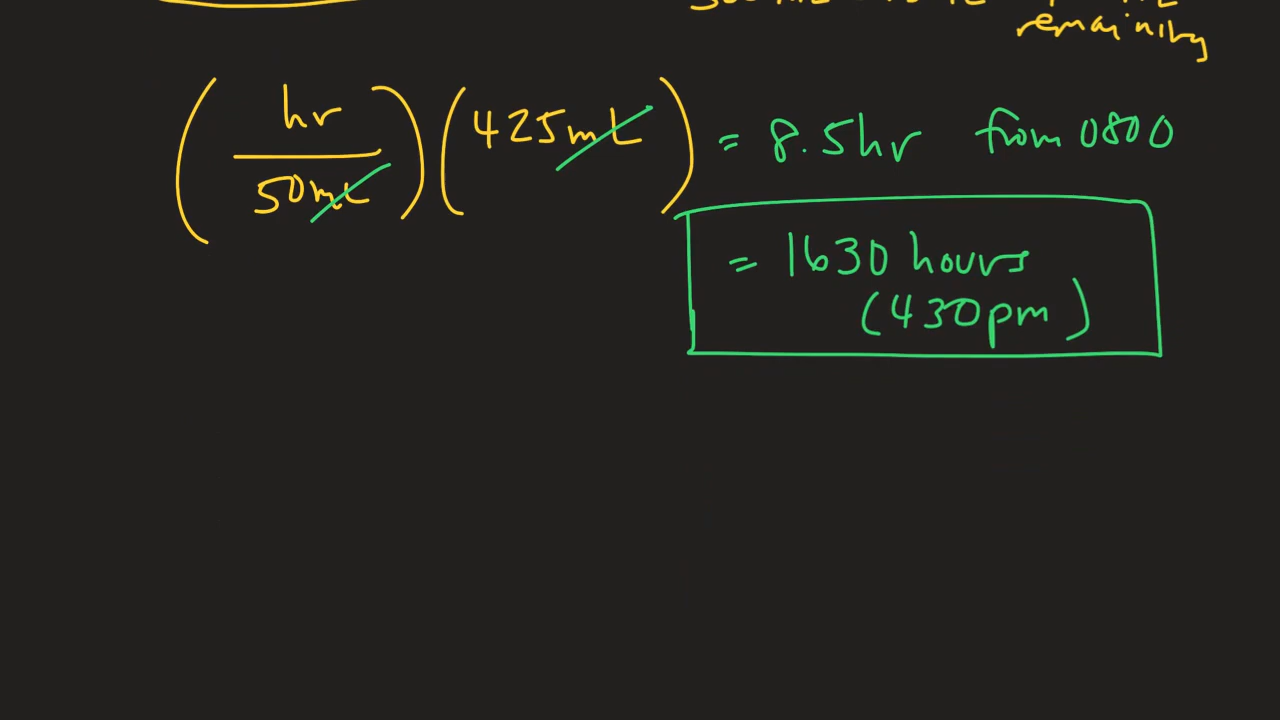 remaining
(hr / 50mL) (425mL) = 8.5hr from 0800
= 1630 hours
(430pm)